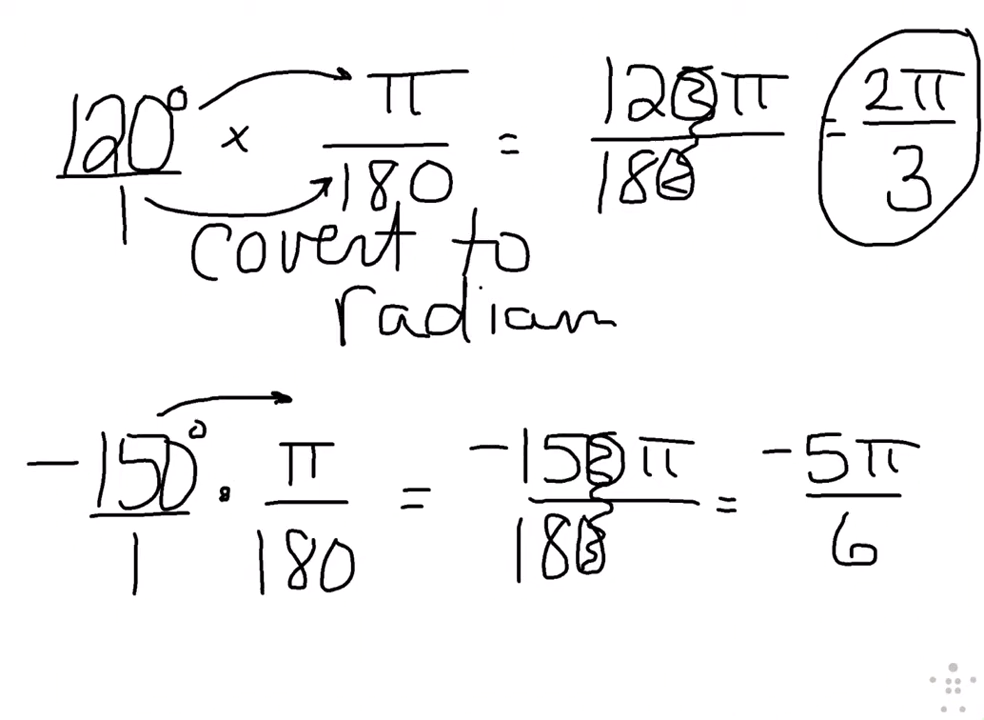 120° / 1 × π / 180 = 120π / 180 = 2π / 3
covert to
radian
-150° / 1 · π / 180 = -150π / 180 = -5π / 6